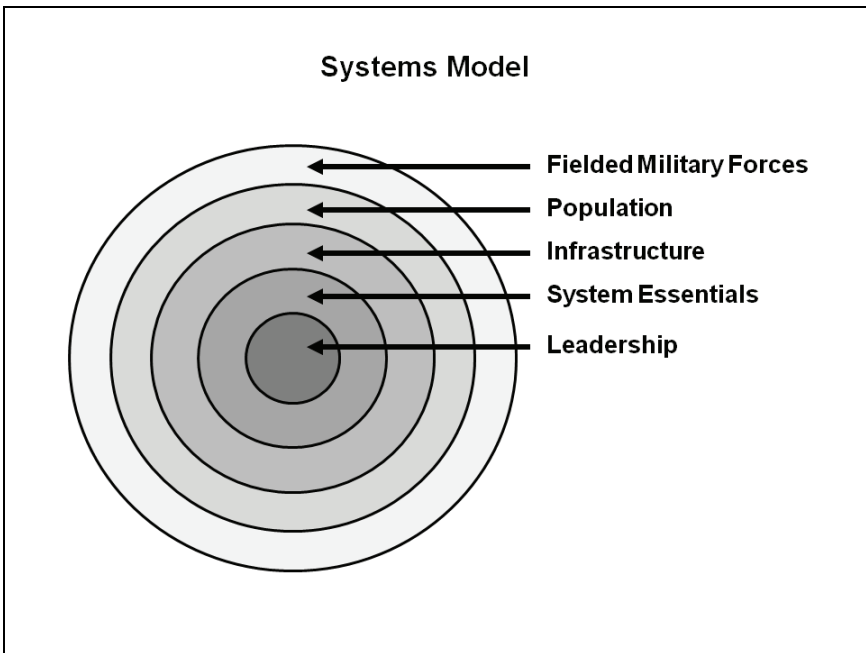 Systems Model
Fielded Military Forces
Population
Infrastructure
System Essentials
Leadership